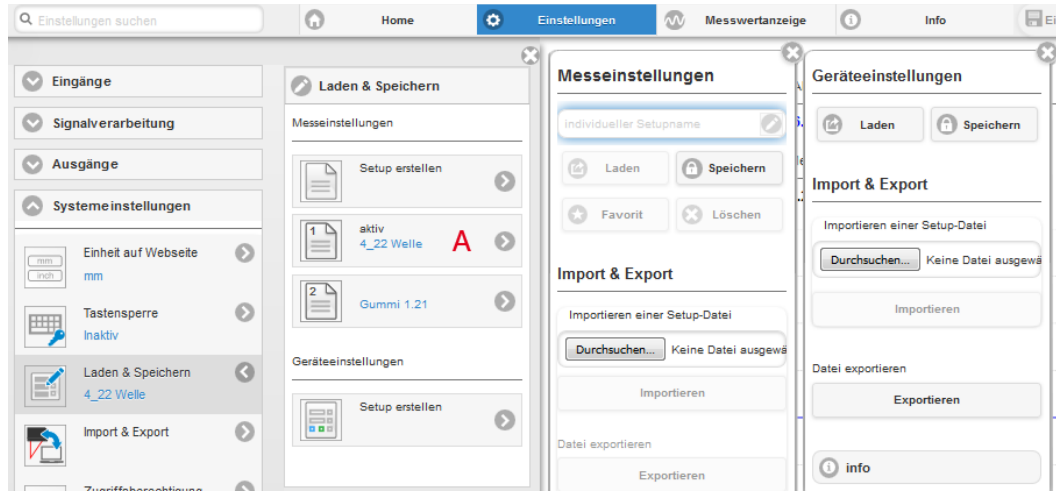 Einstellungen suchen
Home
Einstellungen
Messwertanzeige
Info
Eingänge
Signalverarbeitung
Ausgänge
Systemeinstellungen
mm
inch
Einheit auf Webseite
mm
Tastensperre
Inaktiv
Laden & Speichern
4_22 Welle
Import & Export
Laden & Speichern
Messeinstellungen
Setup erstellen
1
aktiv
4_22 Welle
A
2
Gummi 1.21
Geräteeinstellungen
Setup erstellen
Messeinstellungen
individueller Setupname
Laden
Speichern
Favorit
Löschen
Import & Export
Importieren einer Setup-Datei
Durchsuchen... Keine Datei ausgewä
Importieren
Datei exportieren
Exportieren
Geräteeinstellungen
Laden
Speichern
Import & Export
Importieren einer Setup-Datei
Durchsuchen... Keine Datei ausgewä
Importieren
Datei exportieren
Exportieren
info